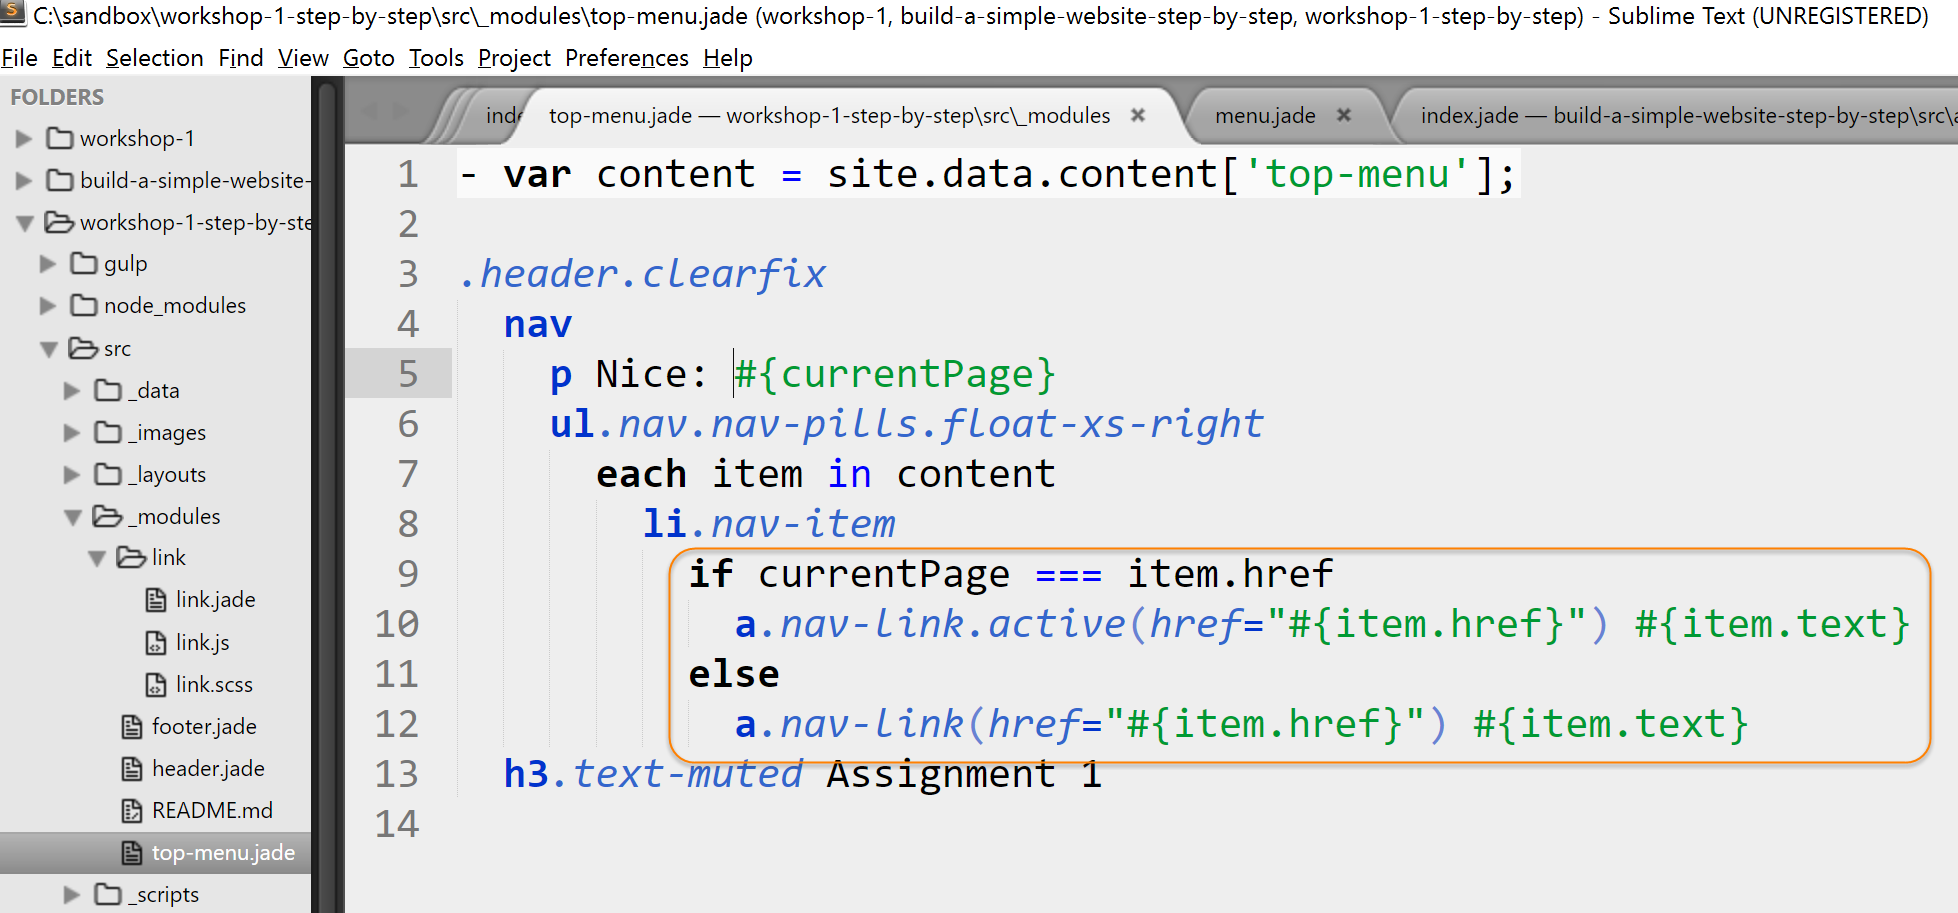 C:\sandbox\workshop-1-step-by-step\src\_modules\top-menu.jade (workshop-1, build-a-simple-website-step-by-step, workshop-1-step-by-step) - Sublime Text (UNREGISTERED)
File Edit Selection Find View Goto Tools Project Preferences Help
FOLDERS
workshop-1
build-a-simple-website-
workshop-1-step-by-ste
gulp
node_modules
src
_data
_images
_layouts
_modules
link
link.jade
link.js
link.scss
footer.jade
header.jade
README.md
top-menu.jade
_scripts
inde top-menu.jade — workshop-1-step-by-step\src\_modules menu.jade index.jade — build-a-simple-website-step-by-step\src\a
1 - var content = site.data.content['top-menu'];
2
3 .header.clearfix
4 nav
5 p Nice: #{currentPage}
6 ul.nav.nav-pills.float-xs-right
7 each item in content
8 li.nav-item
9 if currentPage === item.href
10 a.nav-link.active(href="#{item.href}") #{item.text}
11 else
12 a.nav-link(href="#{item.href}") #{item.text}
13 h3.text-muted Assignment 1
14